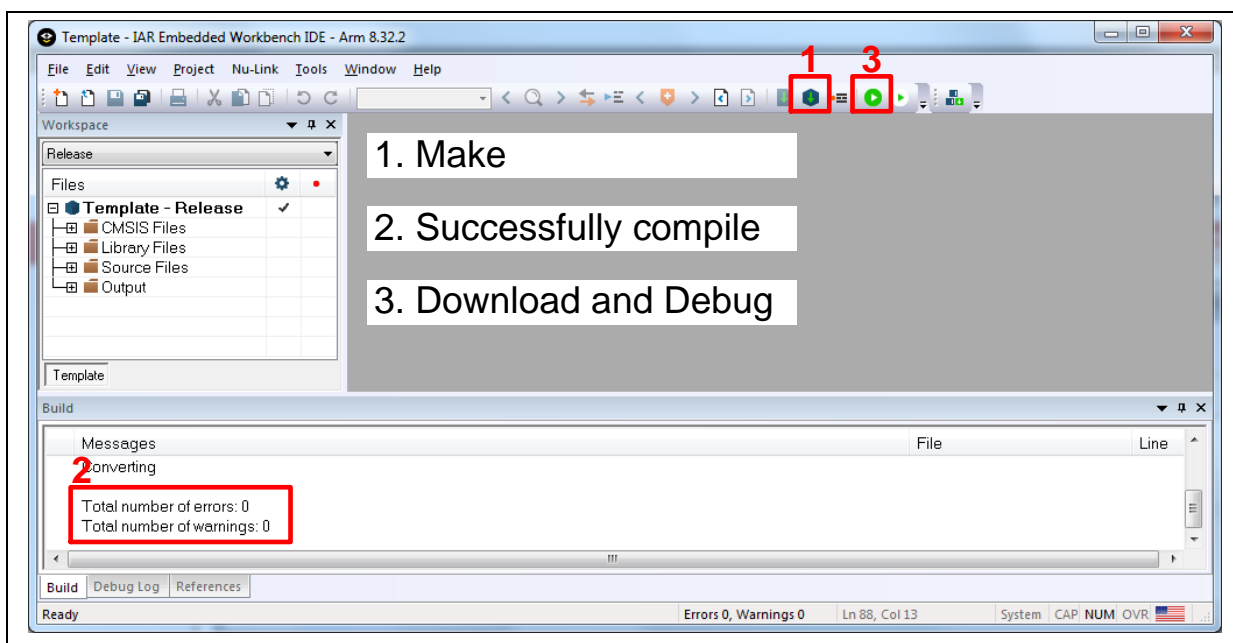 Template - IAR Embedded Workbench IDE - Arm 8.32.2
File Edit View Project Nu-Link Tools Window Help
1 3
Workspace
Release
Files
Template - Release
CMSIS Files
Library Files
Source Files
Output
Template
1. Make
2. Successfully compile
3. Download and Debug
Build
Messages File Line
Converting
2
Total number of errors: 0
Total number of warnings: 0
Build Debug Log References
Ready Errors 0, Warnings 0 Ln 88, Col 13 System CAP NUM OVR